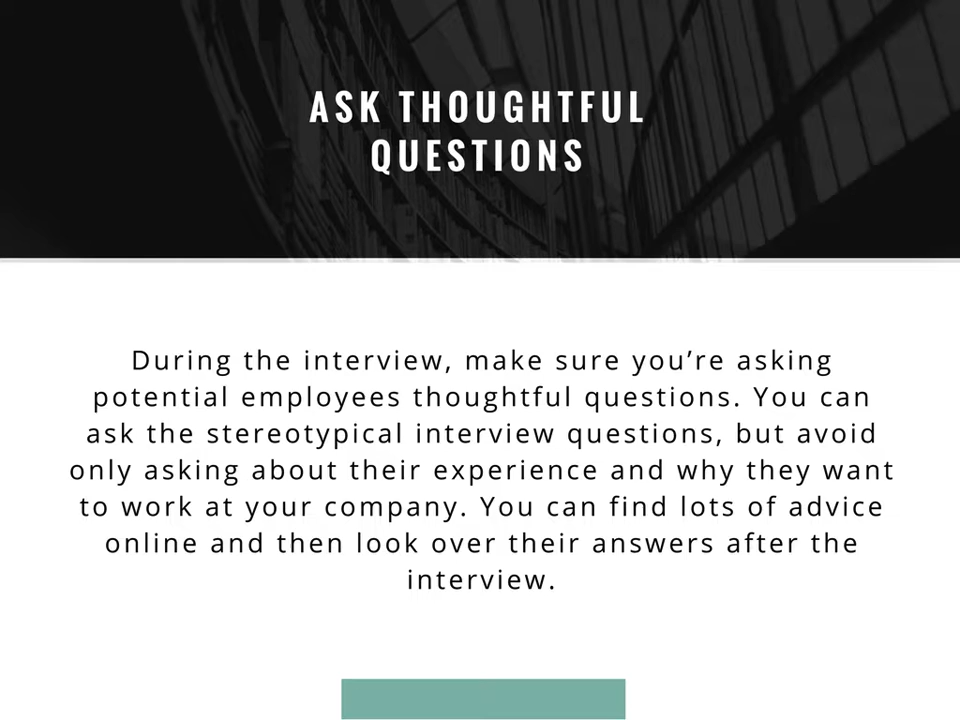 ASK THOUGHTFUL
QUESTIONS
During the interview, make sure you’re asking
potential employees thoughtful questions. You can
ask the stereotypical interview questions, but avoid
only asking about their experience and why they want
to work at your company. You can find lots of advice
online and then look over their answers after the
interview.